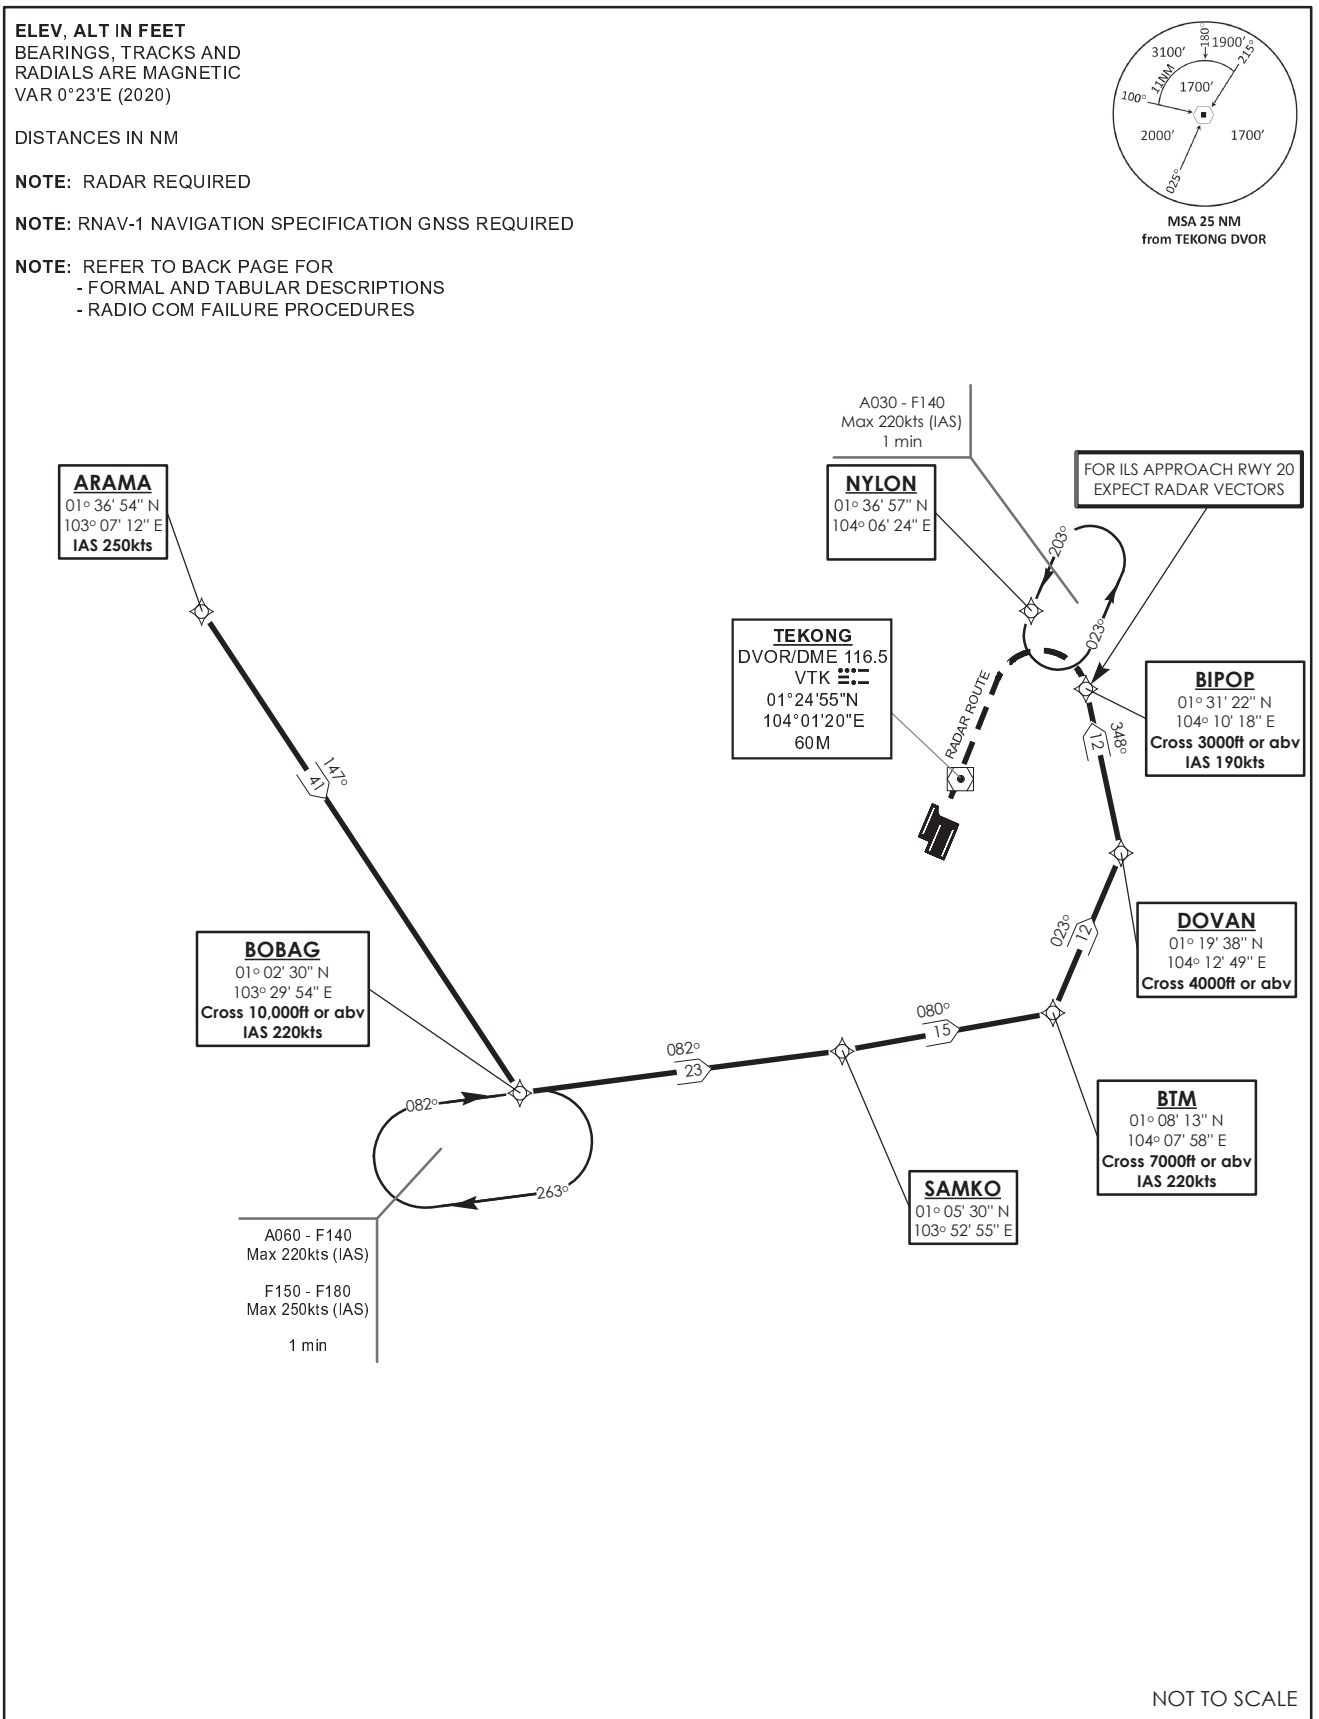 ELEV, ALT IN FEET
BEARINGS, TRACKS AND
RADIALS ARE MAGNETIC
VAR 0°23'E (2020)
DISTANCES IN NM
NOTE: RADAR REQUIRED
NOTE: RNAV-1 NAVIGATION SPECIFICATION GNSS REQUIRED
NOTE: REFER TO BACK PAGE FOR
- FORMAL AND TABULAR DESCRIPTIONS
- RADIO COM FAILURE PROCEDURES
180°
3100'
1900'
215°
11NM
1700'
100°
2000'
1700'
025°
MSA 25 NM
from TEKONG DVOR
A030 - F140
Max 220kts (IAS)
1 min
FOR ILS APPROACH RWY 20
EXPECT RADAR VECTORS
ARAMA
01° 36' 54" N
103° 07' 12" E
IAS 250kts
NYLON
01° 36' 57" N
104° 06' 24" E
203°
023°
TEKONG
DVOR/DME 116.5
VTK
01°24'55"N
104°01'20"E
60M
RADAR ROUTE
BIPOP
01° 31' 22" N
104° 10' 18" E
Cross 3000ft or abv
IAS 190kts
348°
12
147°
41
DOVAN
01° 19' 38" N
104° 12' 49" E
Cross 4000ft or abv
023°
12
BOBAG
01° 02' 30" N
103° 29' 54" E
Cross 10,000ft or abv
IAS 220kts
080°
15
082°
23
082°
263°
BTM
01° 08' 13" N
104° 07' 58" E
Cross 7000ft or abv
IAS 220kts
SAMKO
01° 05' 30" N
103° 52' 55" E
A060 - F140
Max 220kts (IAS)
F150 - F180
Max 250kts (IAS)
1 min
NOT TO SCALE